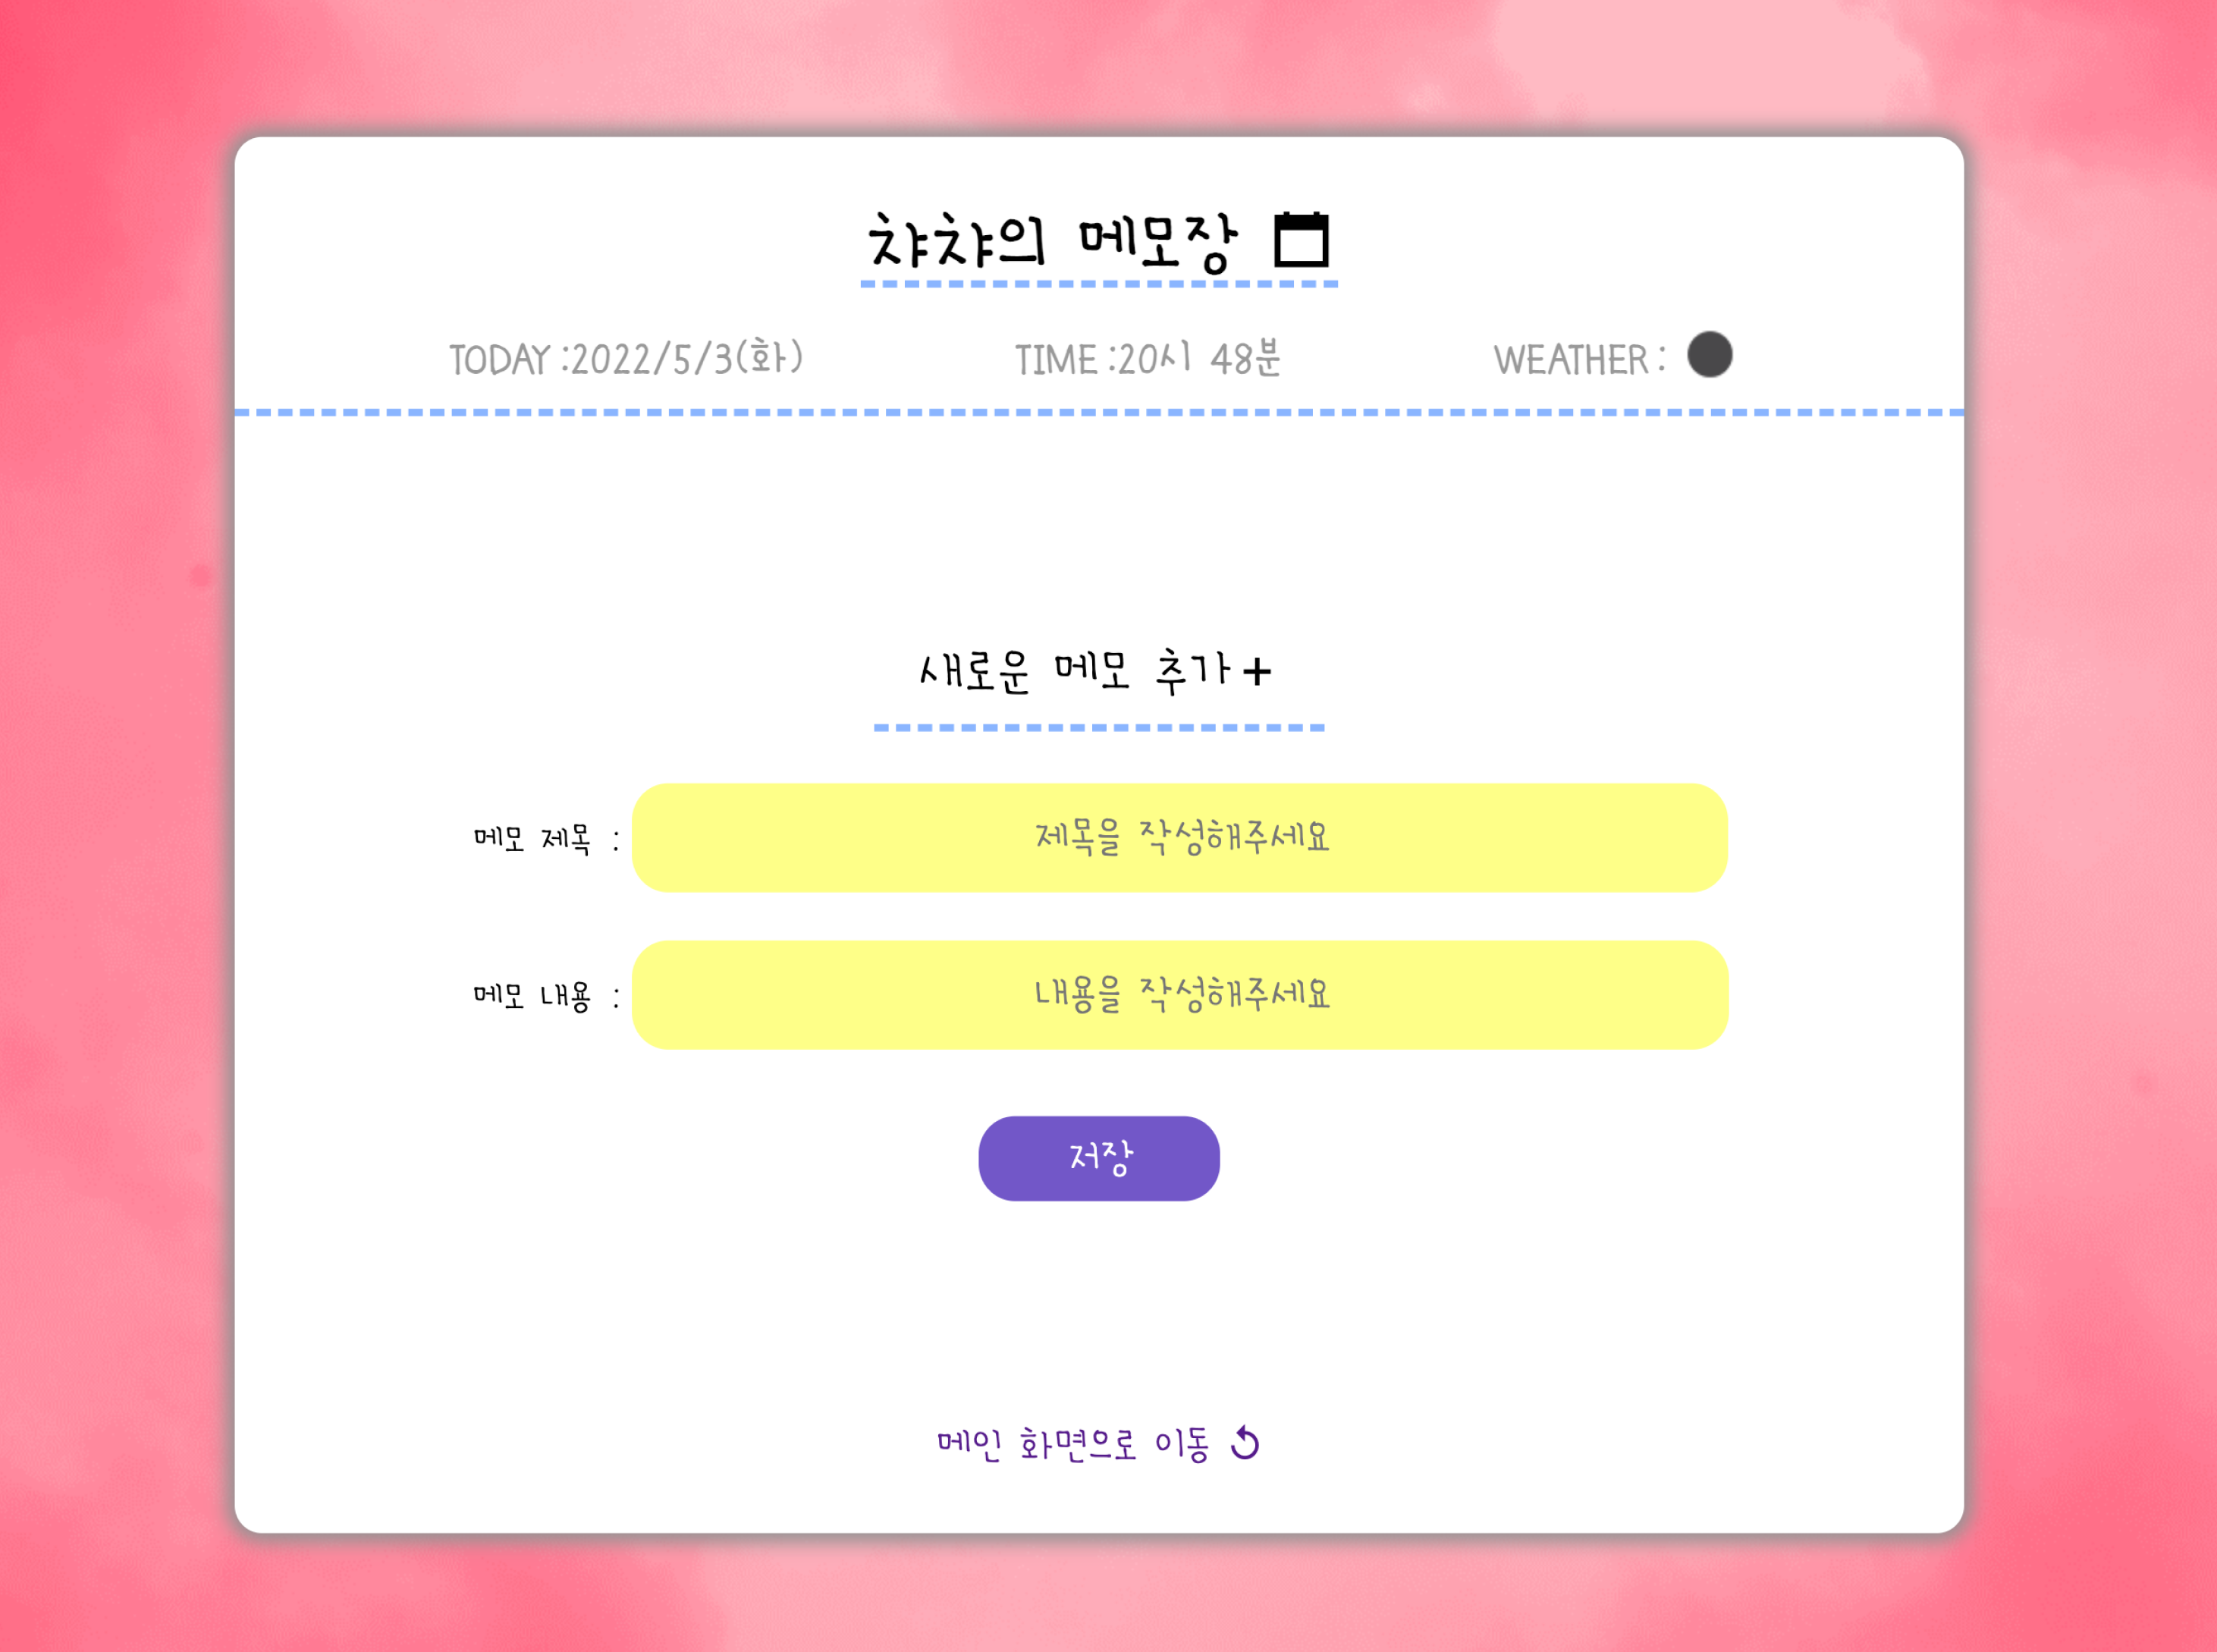 챠챠의 메모장
TODAY :2022/5/3(화) TIME :20시 48분 WEATHER :
새로운 메모 추가+
메모 제목 : 제목을 작성해주세요
메모 내용 : 내용을 작성해주세요
저장
메인 화면으로 이동